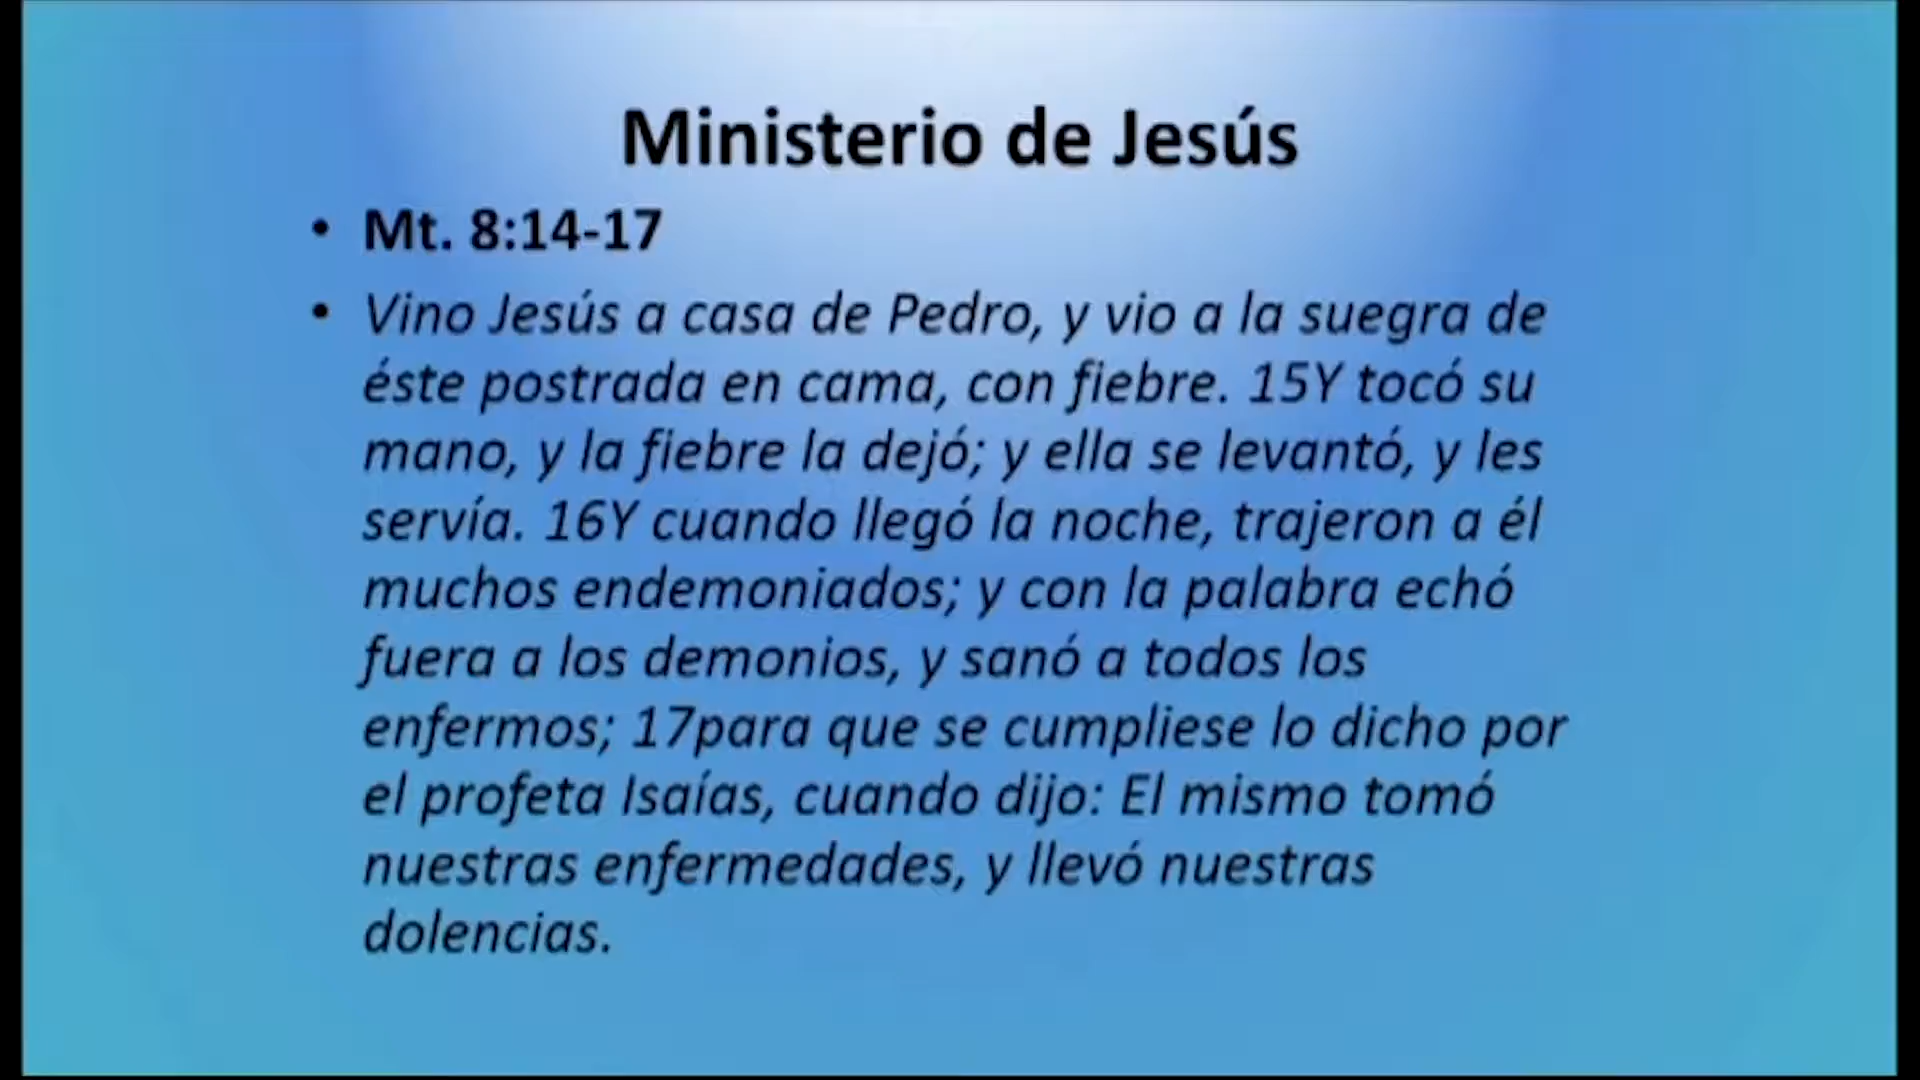 Ministerio de Jesús
• Mt. 8:14-17
• Vino Jesús a casa de Pedro, y vio a la suegra de
éste postrada en cama, con fiebre. 15Y tocó su
mano, y la fiebre la dejó; y ella se levantó, y les
servía. 16Y cuando llegó la noche, trajeron a él
muchos endemoniados; y con la palabra echó
fuera a los demonios, y sanó a todos los
enfermos; 17para que se cumpliese lo dicho por
el profeta Isaías, cuando dijo: El mismo tomó
nuestras enfermedades, y llevó nuestras
dolencias.